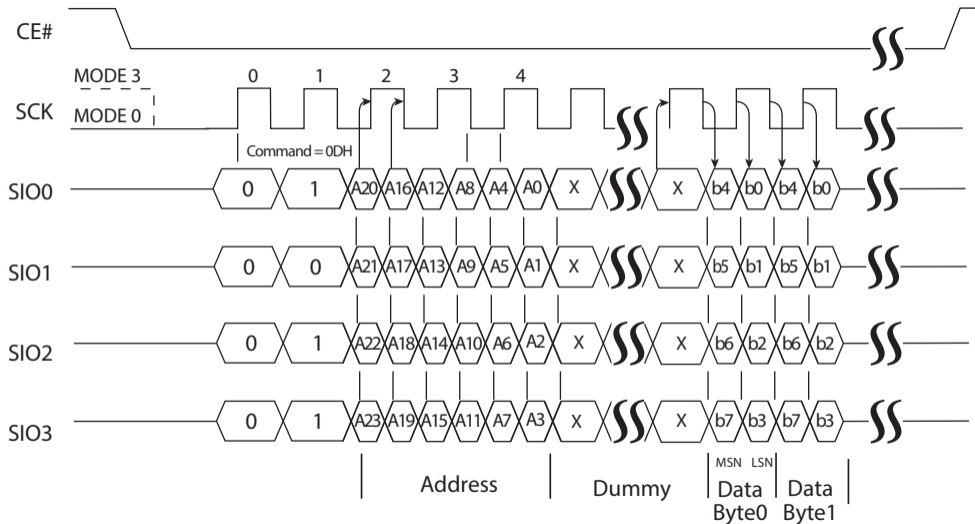 CE#
MODE 3
0 1 2 3 4
SCK
MODE 0
Command = 0DH
SIO0 0 1 A20 A16 A12 A8 A4 A0 X X b4 b0 b4 b0
SIO1 0 0 A21 A17 A13 A9 A5 A1 X X b5 b1 b5 b1
SIO2 0 1 A22 A18 A14 A10 A6 A2 X X b6 b2 b6 b2
SIO3 0 1 A23 A19 A15 A11 A7 A3 X X b7 b3 b7 b3
MSN LSN
Address Dummy Data Data
Byte0 Byte1